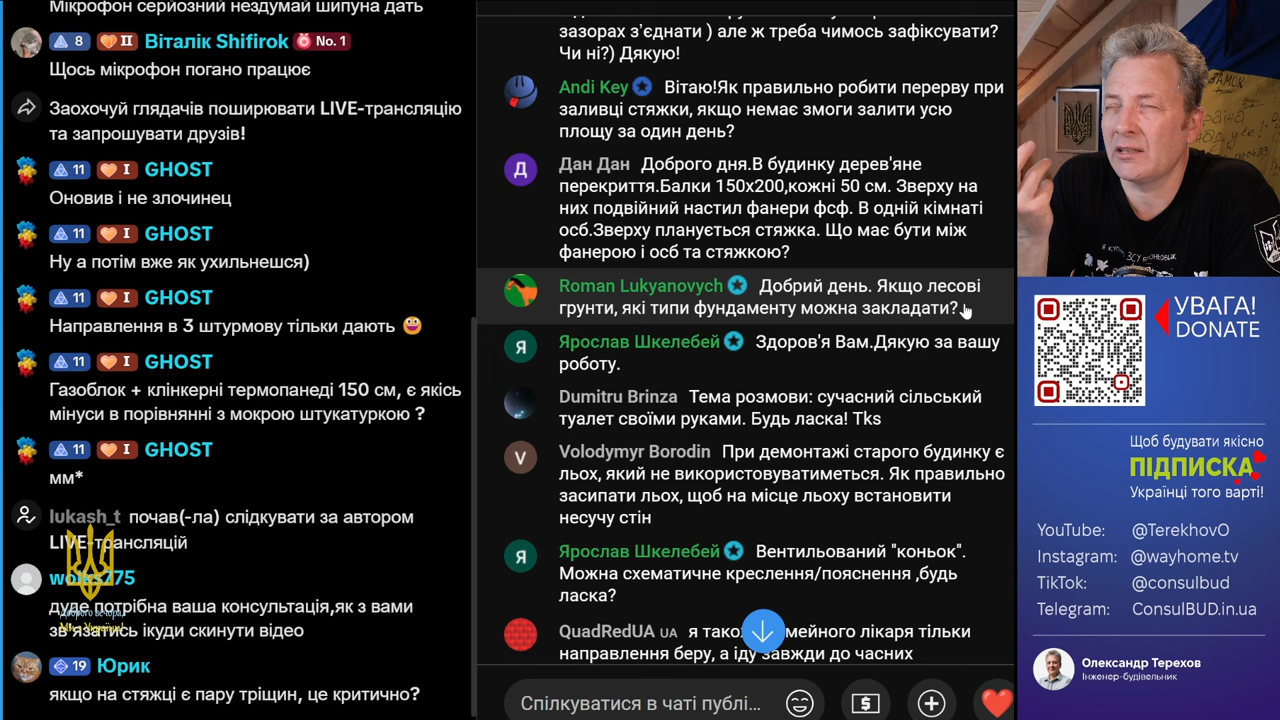 Мікрофон серйозний нездумай шипуна дать
8 II Віталік Shifirok No. 1
Щось мікрофон погано працює
Заохочуй глядачів поширювати LIVE-трансляцію
та запрошувати друзів!
11 I GHOST
Оновив і не злочинец
11 I GHOST
Ну а потім вже як ухильнешся)
11 I GHOST
Направлення в 3 штурмову тільки дають
11 I GHOST
Газоблок + клінкерні термопанеді 150 см, є якісь
мінуси в порівнянні з мокрою штукатуркою ?
11 I GHOST
мм*
lukash_t почав(-ла) слідкувати за автором
LIVE-трансляцій
дуде потрібна ваша консультація,як з вами
зв'язатись ікуди скинути відео
19 Юрик
якщо на стяжці є пару тріщин, це критично?
зазорах з’єднати ) але ж треба чимось зафіксувати?
Чи ні?) Дякую!
Andi Key Вітаю!Як правильно робити перерву при
заливці стяжки, якщо немає змоги залити усю
площу за один день?
Д Дан Дан Доброго дня.В будинку дерев'яне
перекриття.Балки 150х200,кожні 50 см. Зверху на
них подвійний настил фанери фсф. В одній кімнаті
осб.Зверху планується стяжка. Що має бути між
фанерою і осб та стяжкою?
Roman Lukyanovych Добрий день. Якщо лесові
грунти, які типи фундаменту можна закладати?
Я Ярослав Шкелебей Здоров'я Вам.Дякую за вашу
роботу.
Dumitru Brinza Тема розмови: сучасний сільський
туалет своїми руками. Будь ласка! Tks
V Volodymyr Borodin При демонтажі старого будинку є
льох, який не використовуватиметься. Як правильно
засипати льох, щоб на місце льоху встановити
несучу стін
Я Ярослав Шкелебей Вентильований "коньок".
Можна схематичне креслення/пояснення ,будь
ласка?
QuadRedUA UA я також мейного лікаря тільки
направлення беру, а іду завжди до часних
Спілкуватися в чаті публі…
УВАГА!
DONATE
Щоб будувати якісно
ПІДПИСКА
Українці того варті!
YouTube: @TerekhovO
Instagram: @wayhome.tv
TikTok: @consulbud
Telegram: ConsulBUD.in.ua
Олександр Терехов
Інженер-будівельник